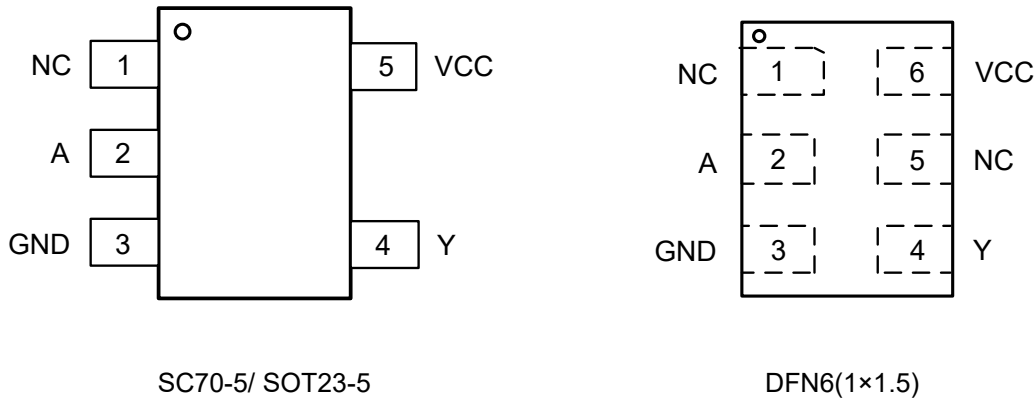 NC 1 5 VCC
A 2
GND 3 4 Y
SC70-5/ SOT23-5
NC 1 6 VCC
A 2 5 NC
GND 3 4 Y
DFN6(1×1.5)